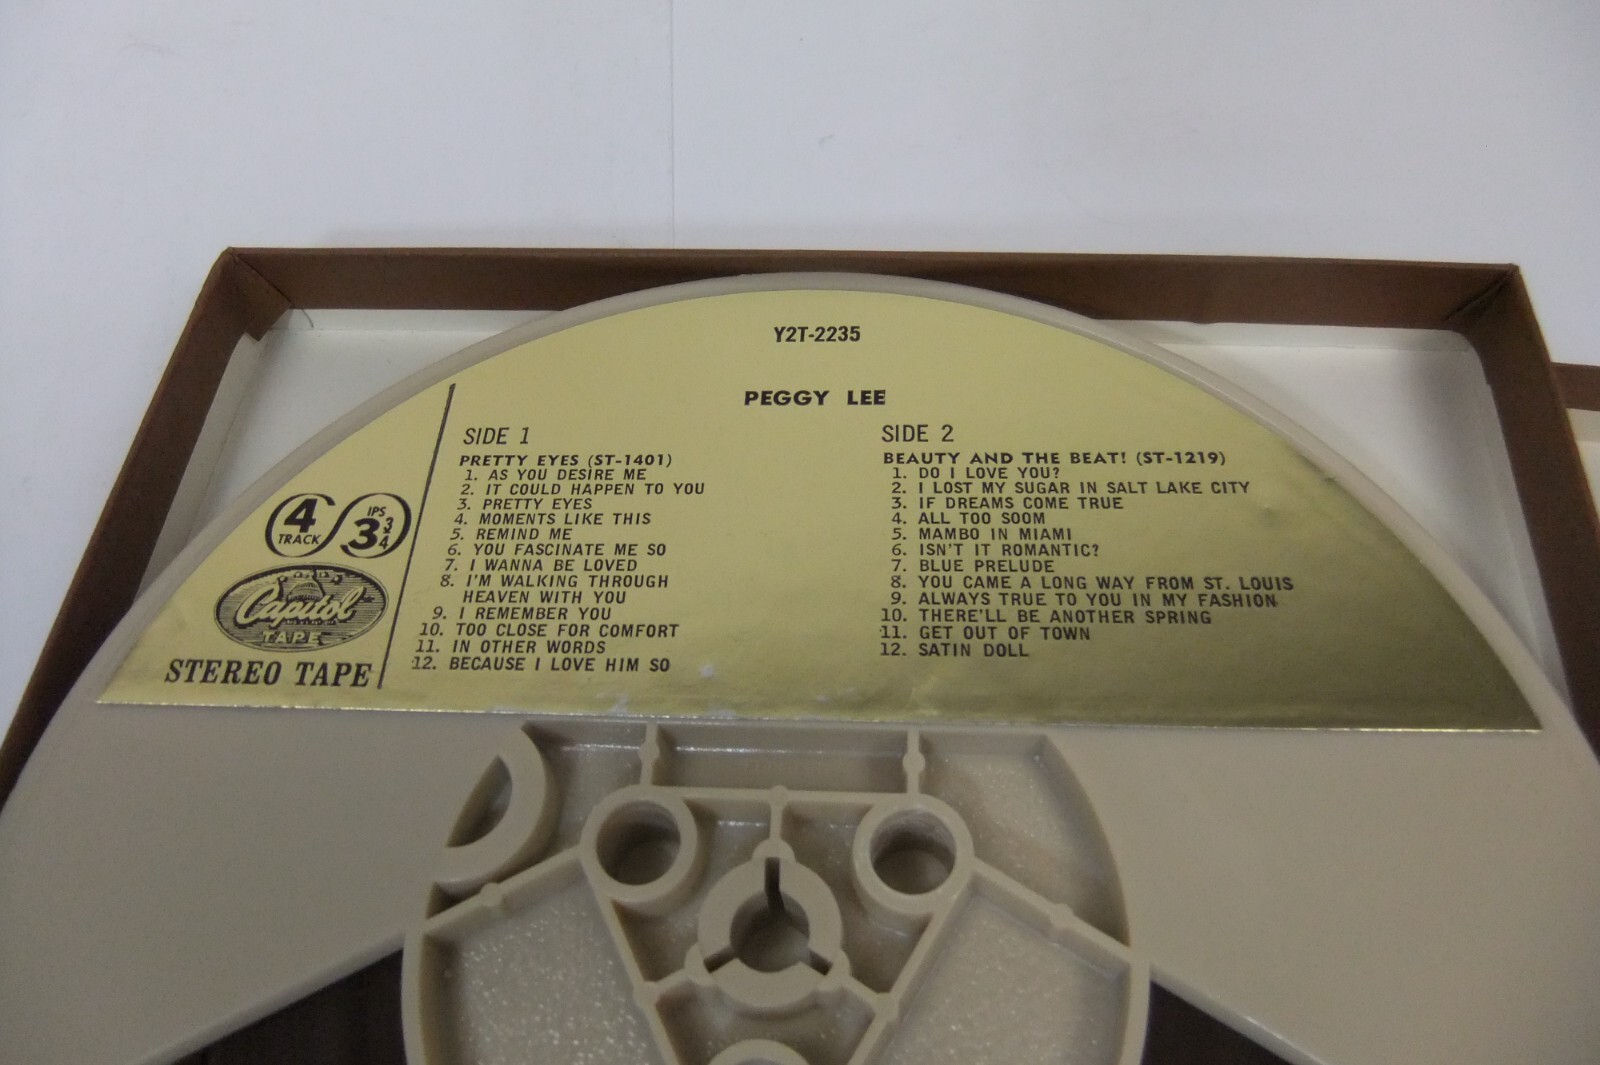 Y2T-2235
PEGGY LEE
SIDE 1
PRETTY EYES (ST-1401)
1. AS YOU DESIRE ME
2. IT COULD HAPPEN TO YOU
3. PRETTY EYES
4. MOMENTS LIKE THIS
5. REMIND ME
6. YOU FASCINATE ME SO
7. I WANNA BE LOVED
8. I'M WALKING THROUGH
HEAVEN WITH YOU
9. I REMEMBER YOU
10. TOO CLOSE FOR COMFORT
11. IN OTHER WORDS
12. BECAUSE I LOVE HIM SO
SIDE 2
BEAUTY AND THE BEAT! (ST-1219)
1. DO I LOVE YOU?
2. I LOST MY SUGAR IN SALT LAKE CITY
3. IF DREAMS COME TRUE
4. ALL TOO SOOM
5. MAMBO IN MIAMI
6. ISN'T IT ROMANTIC?
7. BLUE PRELUDE
8. YOU CAME A LONG WAY FROM ST. LOUIS
9. ALWAYS TRUE TO YOU IN MY FASHION
10. THERE'LL BE ANOTHER SPRING
11. GET OUT OF TOWN
12. SATIN DOLL
4 TRACK
IPS 3 3/4
Capitol
TAPE
STEREO TAPE